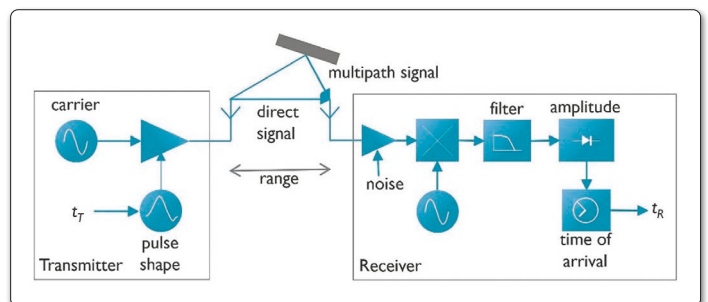 multipath signal
carrier
direct
signal
filter
amplitude
range
noise
t_T
pulse
shape
t_R
time of
arrival
Transmitter
Receiver